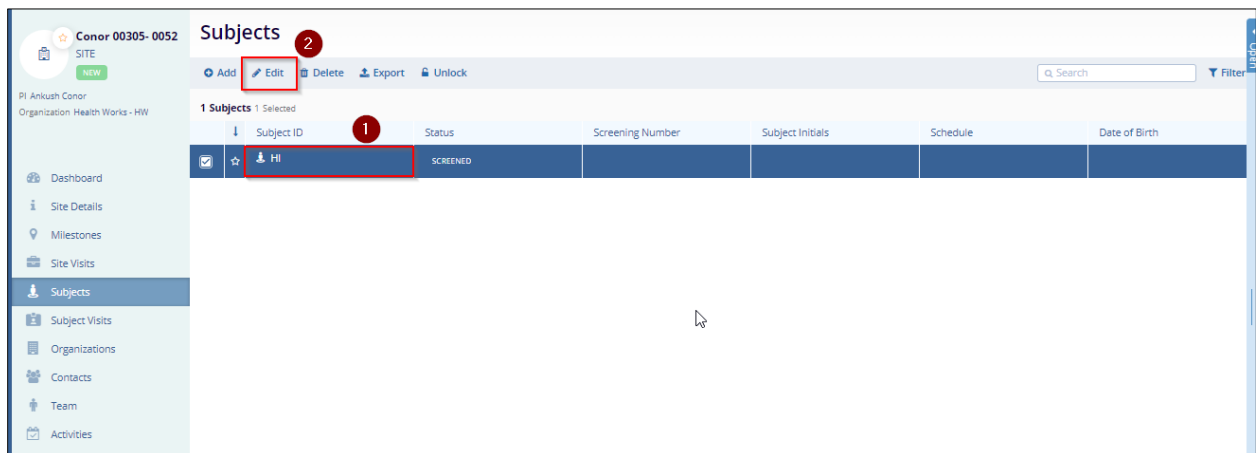 Conor 00305- 0052
SITE
NEW
PI Ankush Conor
Organization Health Works - HW
Dashboard
Site Details
Milestones
Site Visits
Subjects
Subject Visits
Organizations
Contacts
Team
Activities
Subjects
2
Add Edit Delete Export Unlock Search Filter
1 Subjects 1 Selected
Subject ID 1 Status Screening Number Subject Initials Schedule Date of Birth
HI SCREENED
Open